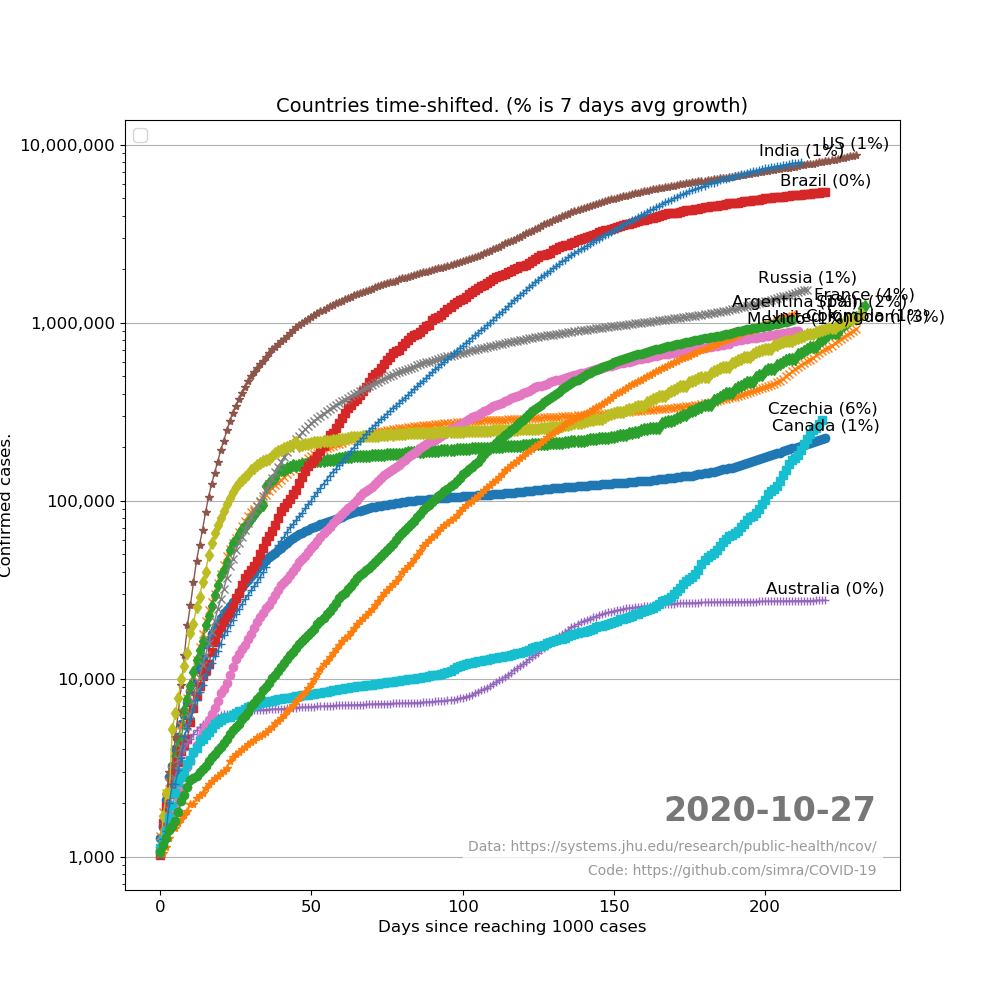 Countries time-shifted. (% is 7 days avg growth)
10,000,000
1,000,000
100,000
10,000
1,000
Confirmed cases.
US (1%)
India (1%)
Brazil (0%)
Russia (1%)
France (4%)
Argentina (1%)
Spain (2%)
Colombia (1%)
United Kingdom (3%)
Mexico (1%)
Czechia (6%)
Canada (1%)
Australia (0%)
2020-10-27
Data: https://systems.jhu.edu/research/public-health/ncov/
Code: https://github.com/simra/COVID-19
0 50 100 150 200
Days since reaching 1000 cases